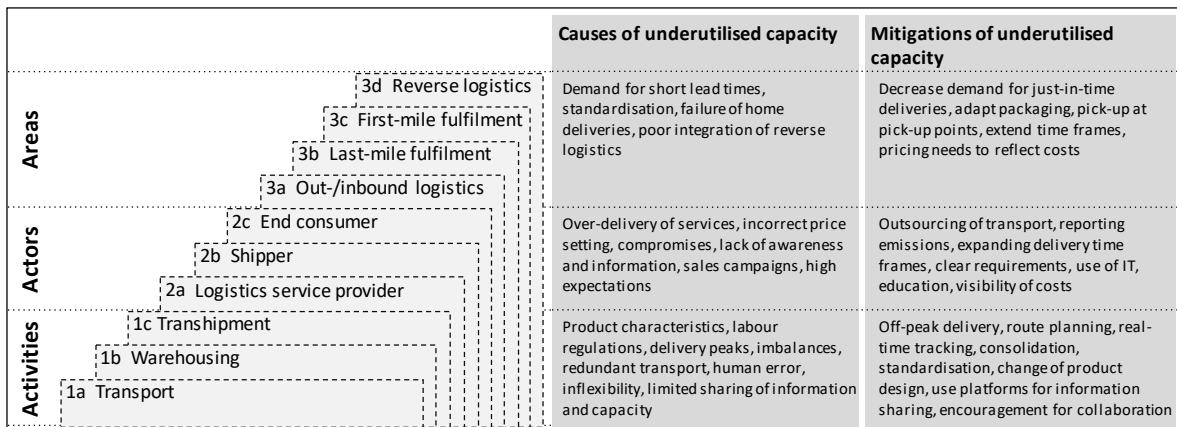 Causes of underutilised capacity
Mitigations of underutilised
capacity
Areas
3d Reverse logistics
3c First-mile fulfilment
3b Last-mile fulfilment
3a Out-/inbound logistics
Demand for short lead times,
standardisation, failure of home
deliveries, poor integration of reverse
logistics
Decrease demand for just-in-time
deliveries, adapt packaging, pick-up at
pick-up points, extend time frames,
pricing needs to reflect costs
Actors
2c End consumer
2b Shipper
2a Logistics service provider
Over-delivery of services, incorrect price
setting, compromises, lack of awareness
and information, sales campaigns, high
expectations
Outsourcing of transport, reporting
emissions, expanding delivery time
frames, clear requirements, use of IT,
education, visibility of costs
Activities
1c Transhipment
1b Warehousing
1a Transport
Product characteristics, labour
regulations, delivery peaks, imbalances,
redundant transport, human error,
inflexibility, limited sharing of information
and capacity
Off-peak delivery, route planning, real-
time tracking, consolidation,
standardisation, change of product
design, use platforms for information
sharing, encouragement for collaboration